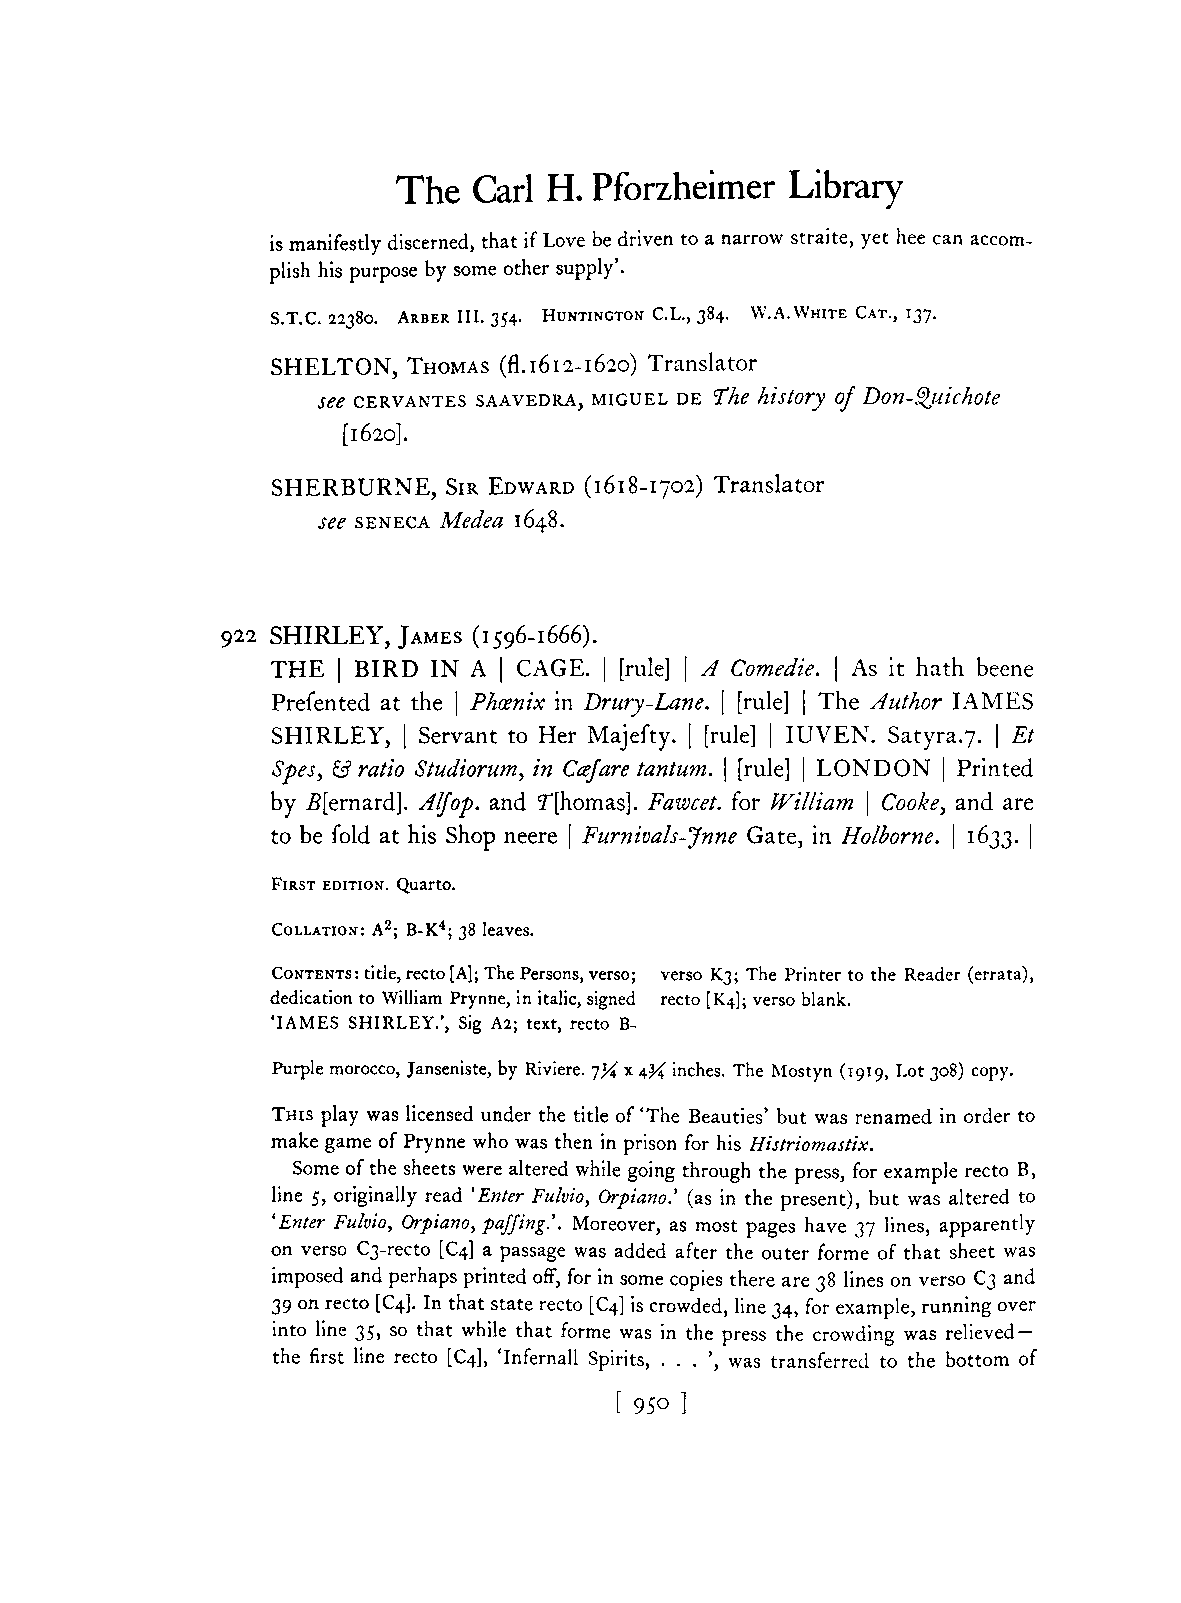 The Carl H. Pforzheimer Library
is manifestly discerned, that if Love be driven to a narrow straite, yet hee can accom-
plish his purpose by some other supply'.
S.T.C. 22380. ARBER III. 354. HUNTINGTON C.L., 384. W.A.WHITE CAT., 137.
SHELTON, THOMAS (fl.1612-1620) Translator
see CERVANTES SAAVEDRA, MIGUEL DE The history of Don-Quichote
[1620].
SHERBURNE, SIR EDWARD (1618-1702) Translator
see SENECA Medea 1648.
922 SHIRLEY, JAMES (1596-1666).
THE | BIRD IN A | CAGE. | [rule] | A Comedie. | As it hath beene
Preſented at the | Phœnix in Drury-Lane. | [rule] | The Author IAMES
SHIRLEY, | Servant to Her Majeſty. | [rule] | IUVEN. Satyra.7. | Et
Spes, & ratio Studiorum, in Cæſare tantum. | [rule] | LONDON | Printed
by B[ernard]. Alſop. and T[homas]. Fawcet. for William | Cooke, and are
to be ſold at his Shop neere | Furnivals-Jnne Gate, in Holborne. | 1633. |
FIRST EDITION. Quarto.
COLLATION: A²; B-K⁴; 38 leaves.
CONTENTS: title, recto [A]; The Persons, verso;
dedication to William Prynne, in italic, signed
'IAMES SHIRLEY.', Sig A2; text, recto B-
verso K3; The Printer to the Reader (errata),
recto [K4]; verso blank.
Purple morocco, Janseniste, by Riviere. 7¼ x 4¾ inches. The Mostyn (1919, Lot 308) copy.
THIS play was licensed under the title of 'The Beauties' but was renamed in order to
make game of Prynne who was then in prison for his Histriomastix.
Some of the sheets were altered while going through the press, for example recto B,
line 5, originally read 'Enter Fulvio, Orpiano.' (as in the present), but was altered to
'Enter Fulvio, Orpiano, paſſing.'. Moreover, as most pages have 37 lines, apparently
on verso C3-recto [C4] a passage was added after the outer forme of that sheet was
imposed and perhaps printed off, for in some copies there are 38 lines on verso C3 and
39 on recto [C4]. In that state recto [C4] is crowded, line 34, for example, running over
into line 35, so that while that forme was in the press the crowding was relieved—
the first line recto [C4], 'Infernall Spirits, . . . ', was transferred to the bottom of
[ 950 ]